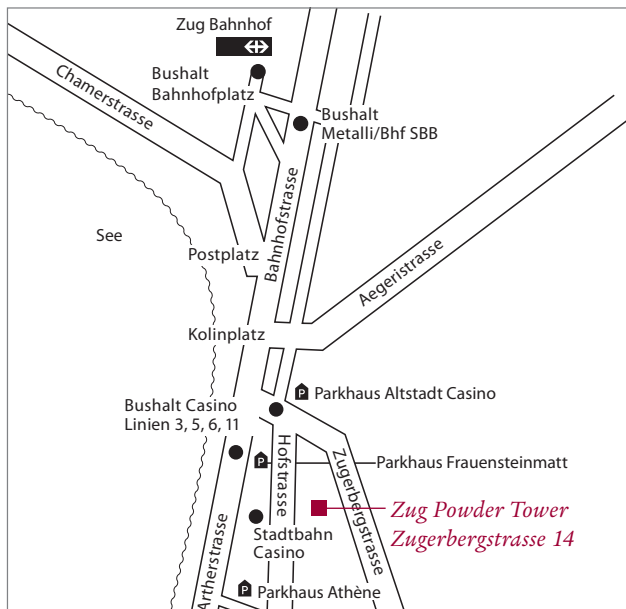 Zug Bahnhof
Bushalt
Bahnhofplatz
Chamerstrasse
Bushalt
Metalli/Bhf SBB
See
Bahnhofstrasse
Postplatz
Aegeristrasse
Kolinplatz
P
Parkhaus Altstadt Casino
Bushalt Casino
Linien 3, 5, 6, 11
Hofstrasse
Zugerbergstrasse
P
Parkhaus Frauensteinmatt
Zug Powder Tower
Zugerbergstrasse 14
Stadtbahn
Casino
Artherstrasse
P
Parkhaus Athène